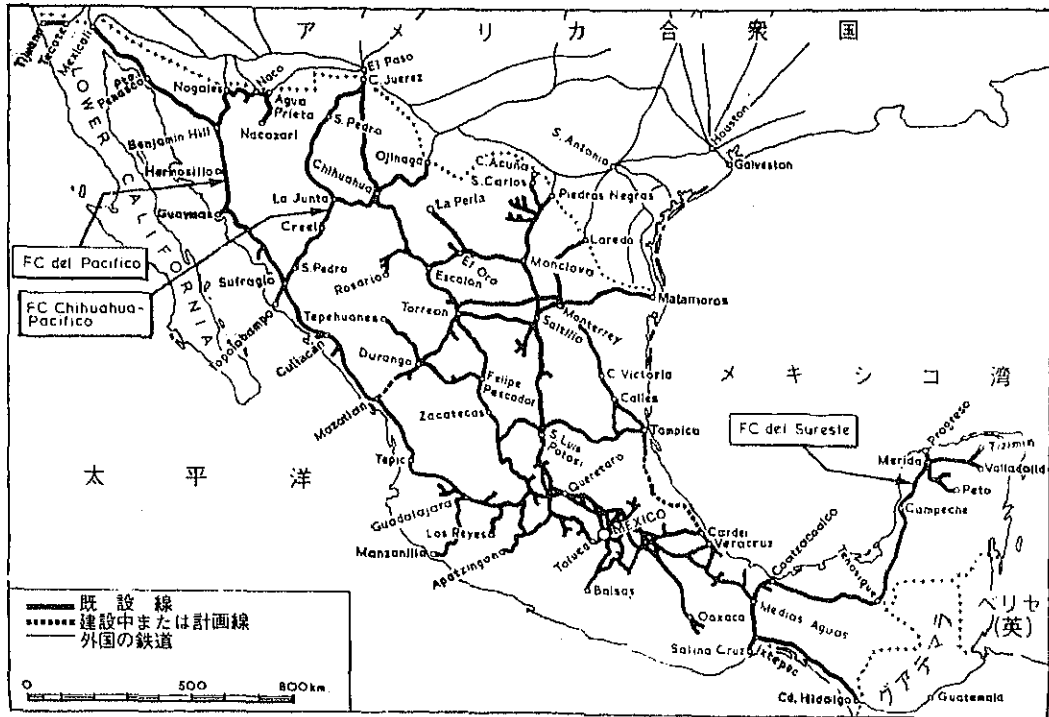 アメリカ合衆国
Tijuana
Tecate
Mexicali
El Paso
C. Juerez
Pto. Penasco
Nogales
Naco
Agua Prieta
Nacozari
S. Pedro
Houston
Galveston
S. Antonio
LOWER CALIFORNIA
Benjamin Hill
Hermosillo
Ojinaga
C. Acuña
S. Carlos
Piedras Negras
Chihuahua
La Junta
La Perla
Guaymas
Creel
Laredo
FC del Pacifico
FC Chihuahua-
Pacifico
Sufragio
S. Pedro
Rosario
Escalon
El Oro
Monclova
Matamoros
Topolobampo
Tepehuanes
Torreon
Saltillo
Monterrey
Culiacan
Durango
Felipe
Pescador
C. Victoria
Calles
メキシコ湾
Mazatlan
Zacatecas
S. Luis
Potosi
Tampico
FC del Sureste
Progreso
Merida
Tizimin
Valladolid
Peto
Campeche
太平洋
Tepic
Queretaro
Guadalajara
Los Reyes
Manzanillo
Apatzingan
Toluca
MEXICO
Balsas
Cardel
Veracruz
Coatzacoalco
Tenosique
Oaxaca
Medias Aguas
Salina Cruz
Ixtepec
Cd. Hidalgo
グアテマラ
Guatemala
ベリセ
(英)
既設線
建設中または計画線
外国の鉄道
0 500 800 km.